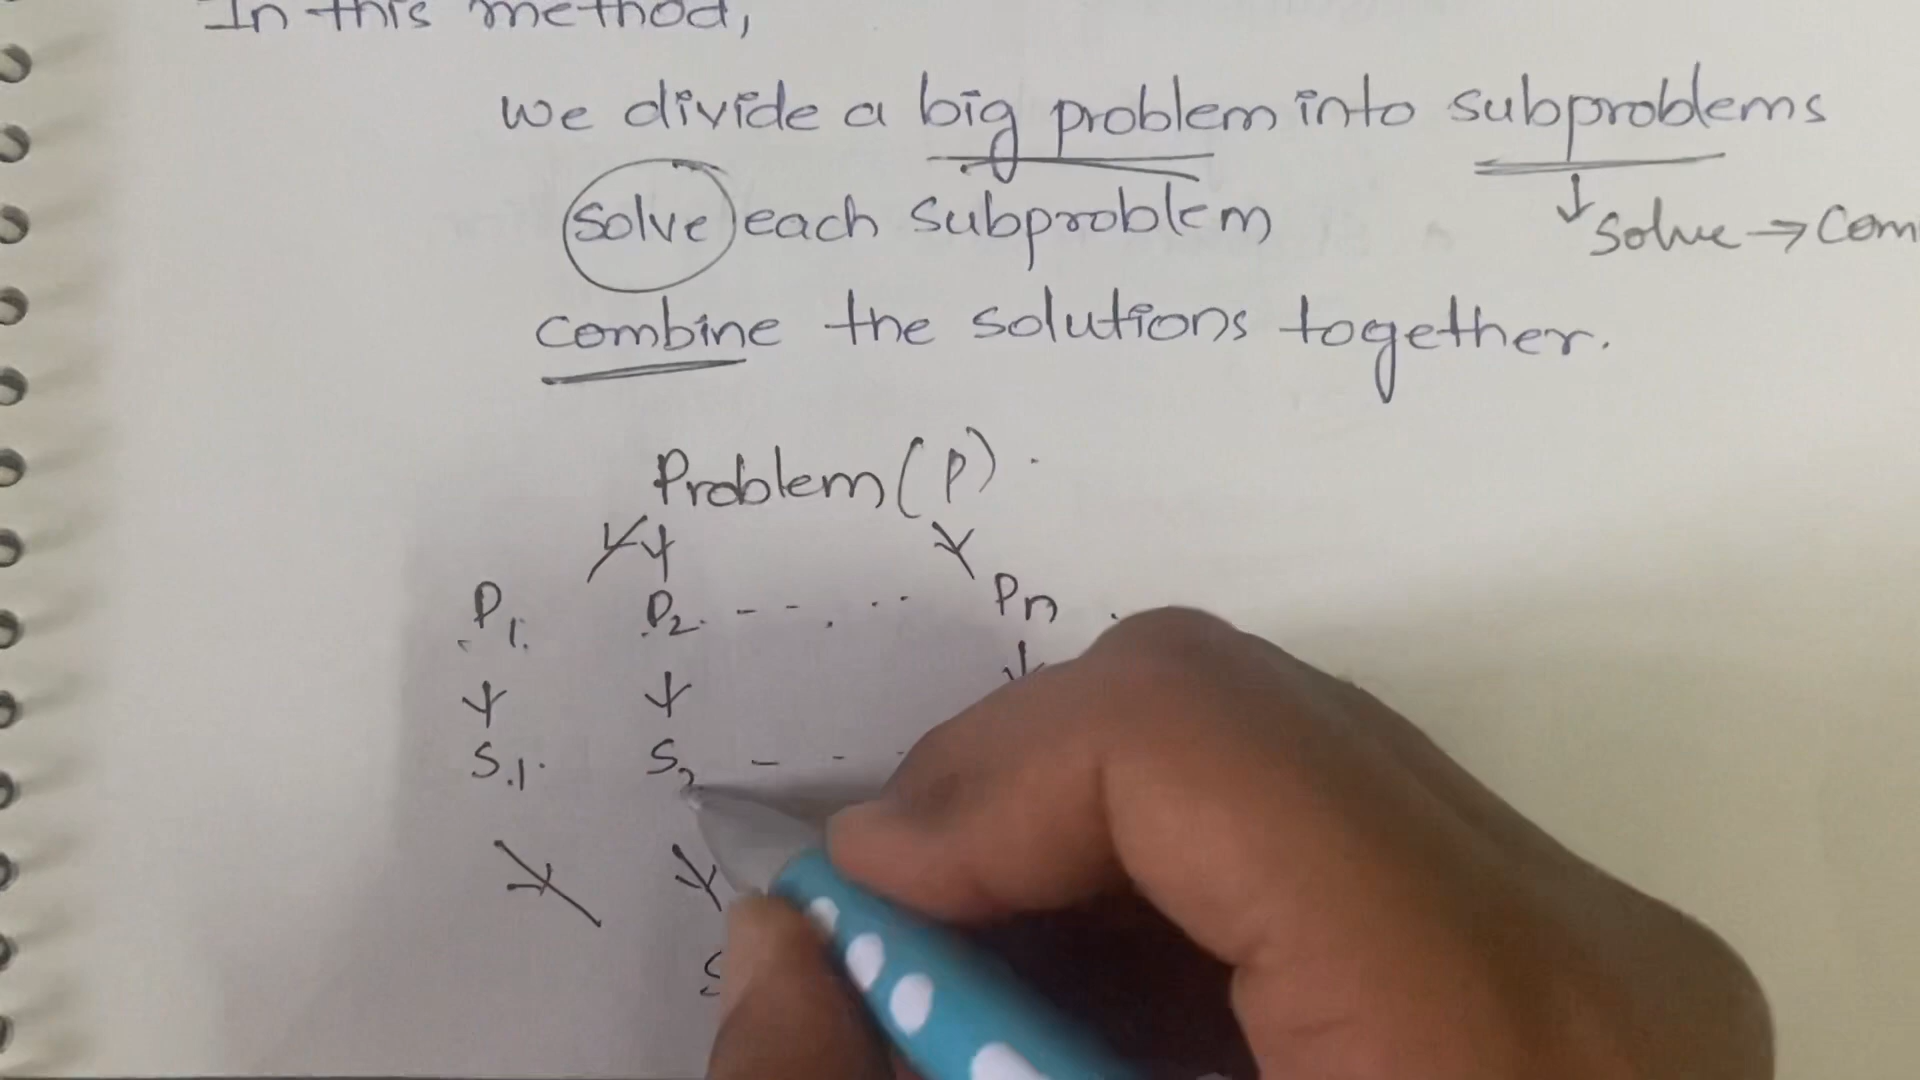 In this method,
we divide a big problem into subproblems
solve each subproblem
↓ solve → Com
combine the solutions together.
Problem (P).
P1. P2. - - . . . Pn
S.1. S2 - -
S